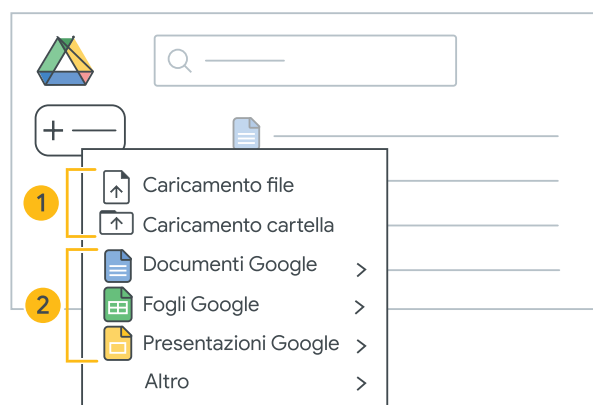 1
Caricamento file
Caricamento cartella
2
Documenti Google
Fogli Google
Presentazioni Google
Altro